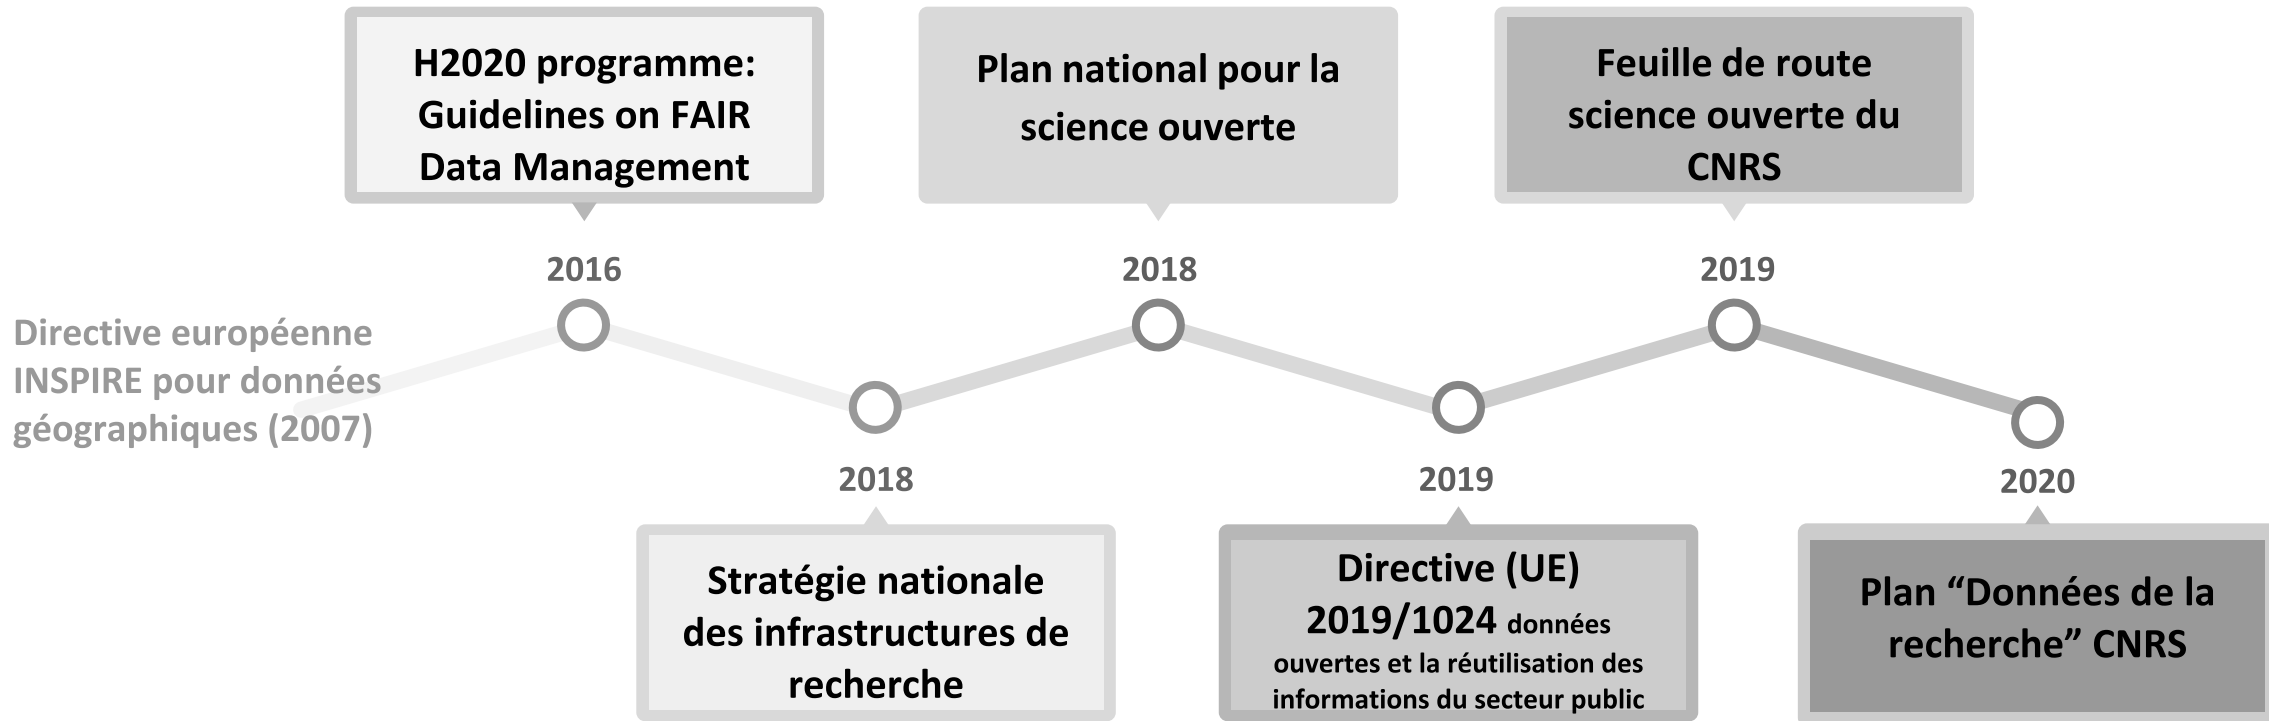 Directive européenne
INSPIRE pour données
géographiques (2007)
H2020 programme:
Guidelines on FAIR
Data Management
2016
2018
Stratégie nationale
des infrastructures de
recherche
Plan national pour la
science ouverte
2018
2019
Directive (UE)
2019/1024 données
ouvertes et la réutilisation des
informations du secteur public
Feuille de route
science ouverte du
CNRS
2019
2020
Plan “Données de la
recherche” CNRS